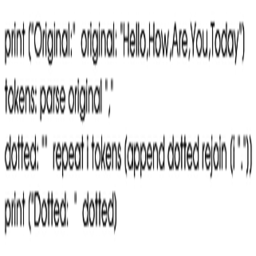 print ("Original:"  original: "Hello,How,Are,You,Today")
tokens: parse original ","
dotted: ""  repeat i tokens (append dotted rejoin (i "."))
print ("Dotted:  "  dotted)